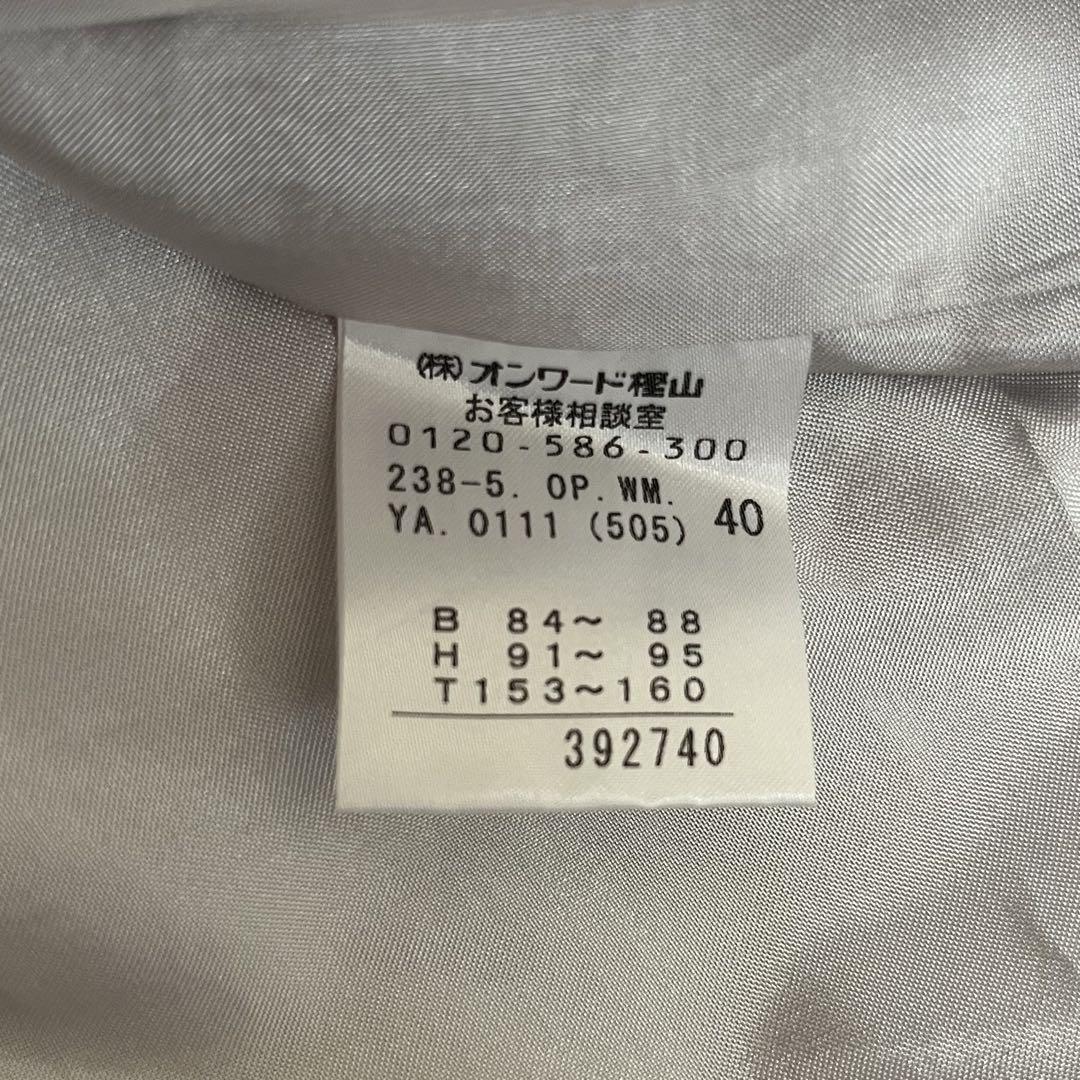 (株)オンワード樫山
お客様相談室
0120-586-300
238-5. OP. WM.
YA. 0111 (505) 40
B 84～ 88
H 91～ 95
T153～160
392740